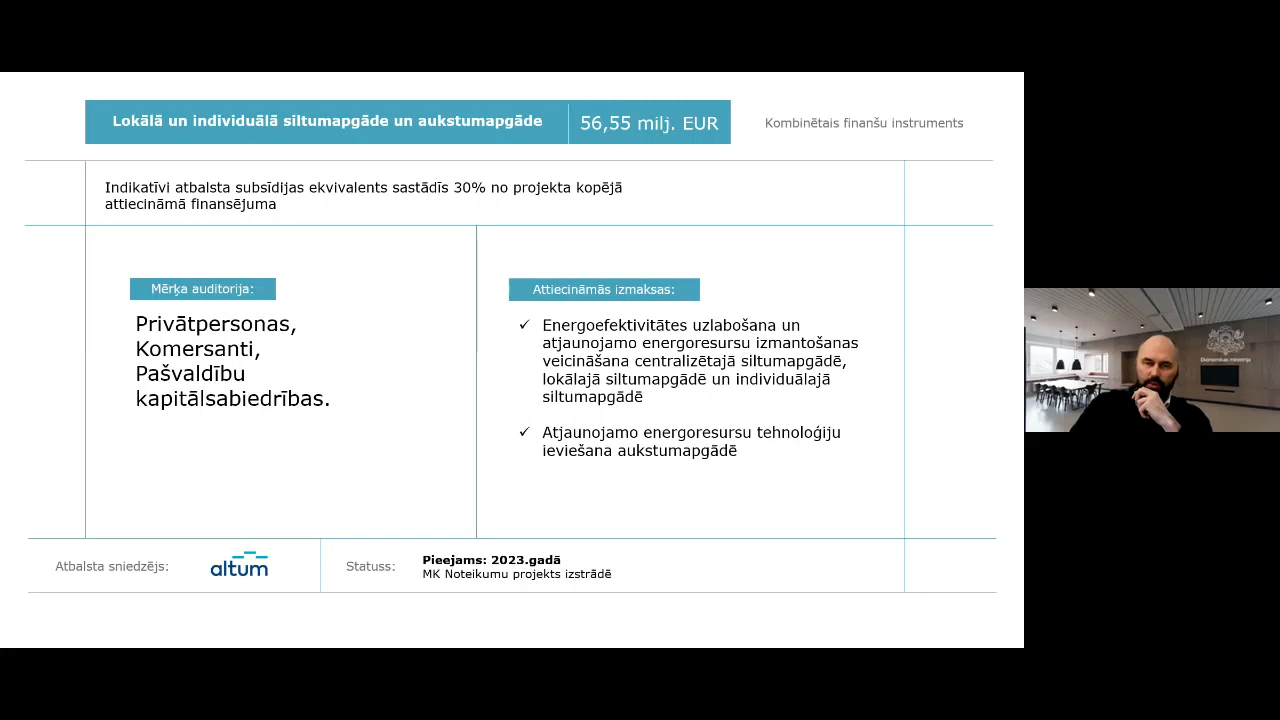 Lokālā un individuālā siltumapgāde un aukstumapgāde
56,55 milj. EUR
Kombinētais finanšu instruments
Indikatīvi atbalsta subsīdijas ekvivalents sastādīs 30% no projekta kopējā
attiecināmā finansējuma
Mērķa auditorija:
Privātpersonas,
Komersanti,
Pašvaldību
kapitālsabiedrības.
Attiecināmās izmaksas:
✓ Energoefektivitātes uzlabošana un
atjaunojamo energoresursu izmantošanas
veicināšana centralizētajā siltumapgādē,
lokālajā siltumapgādē un individuālajā
siltumapgādē
✓ Atjaunojamo energoresursu tehnoloģiju
ieviešana aukstumapgādē
Atbalsta sniedzējs:
altum
Statuss:
Pieejams: 2023.gadā
MK Noteikumu projekts izstrādē
Ekonomikas ministrija